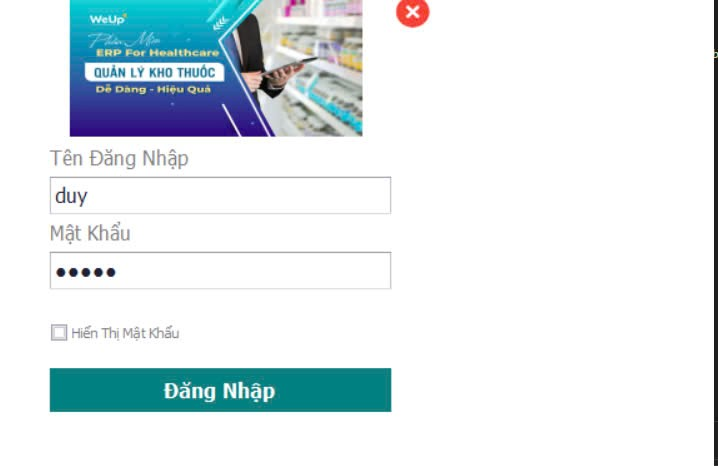 WeUp
Phần Mềm
ERP For Healthcare
QUẢN LÝ KHO THUỐC
Dễ Dàng - Hiệu Quả
Tên Đăng Nhập
duy
Mật Khẩu
Hiển Thị Mật Khẩu
Đăng Nhập